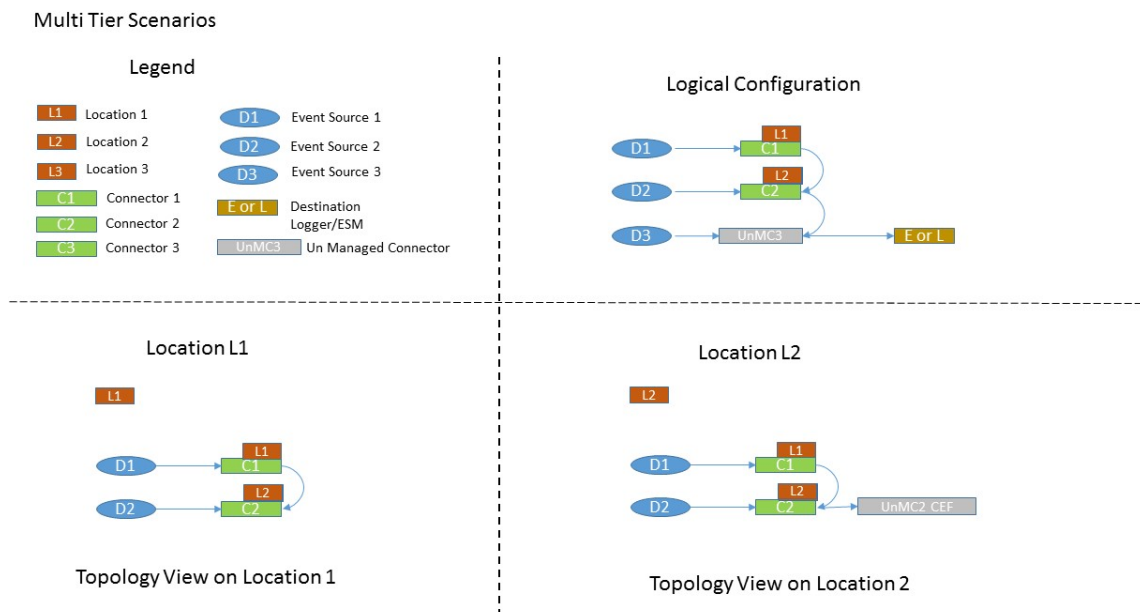 Multi Tier Scenarios
Legend
L1 Location 1
L2 Location 2
L3 Location 3
C1 Connector 1
C2 Connector 2
C3 Connector 3
D1 Event Source 1
D2 Event Source 2
D3 Event Source 3
E or L Destination
Logger/ESM
UnMC3 Un Managed Connector
Logical Configuration
L1
D1 C1
L2
D2 C2
D3 UnMC3 E or L
Location L1
L1
L1
D1 C1
L2
D2 C2
Topology View on Location 1
Location L2
L2
L1
D1 C1
L2
D2 C2 UnMC2 CEF
Topology View on Location 2